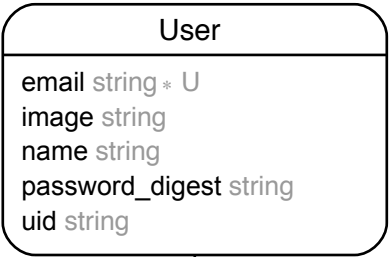 User
email string * U
image string
name string
password_digest string
uid string